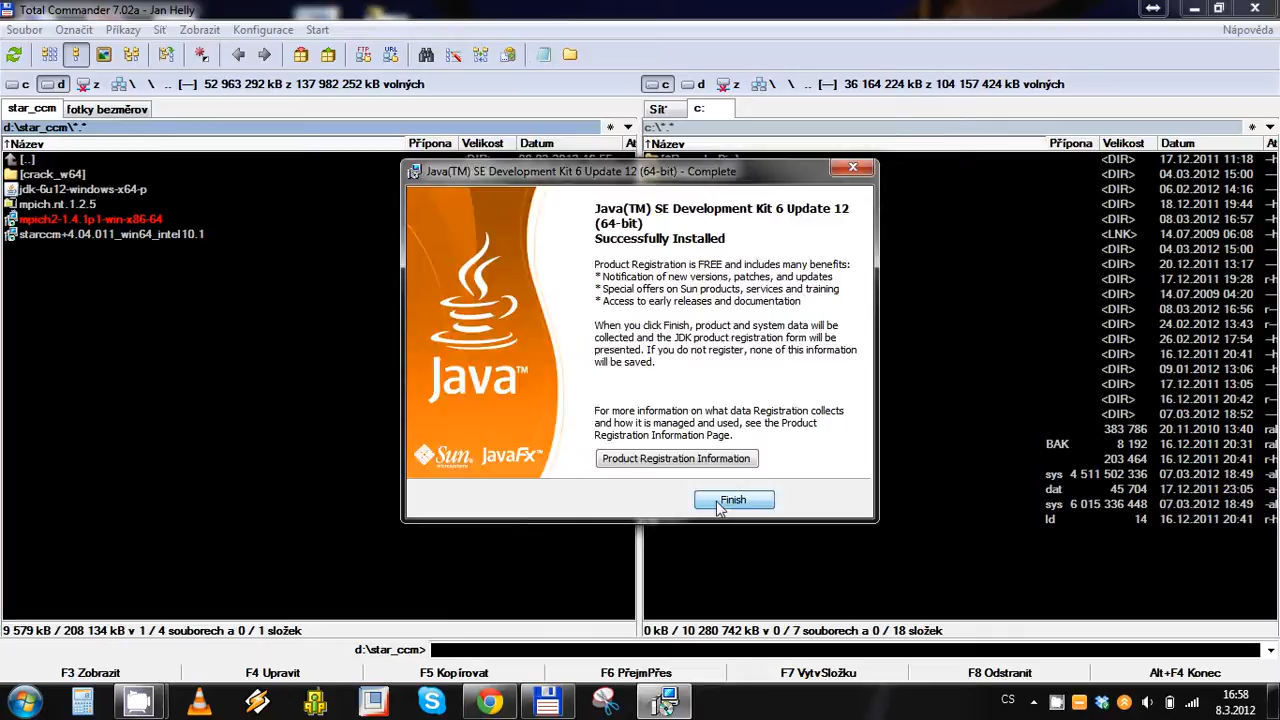 Total Commander 7.02a - Jan Helly
Soubor Označit Příkazy Síť Zobrazit Konfigurace Start Nápověda
FTP URL
c d z \ \ .. [—] 52 963 292 kB z 137 982 252 kB volných
c d z \ \ .. [—] 36 164 224 kB z 104 157 424 kB volných
star_ccm fotky bezměrov
Síť c:
d:\star_ccm\*.* * ▼
c:\*.* * ▼
↑Název Přípona Velikost Datum At
↑Název Přípona Velikost Datum At
[..]
[crack_w64]
jdk-6u12-windows-x64-p
mpich.nt.1.2.5
mpich2-1.4.1p1-win-x86-64
starccm+4.04.011_win64_intel10.1
Java(TM) SE Development Kit 6 Update 12 (64-bit) - Complete
Java(TM) SE Development Kit 6 Update 12
(64-bit)
Successfully Installed
Product Registration is FREE and includes many benefits:
* Notification of new versions, patches, and updates
* Special offers on Sun products, services and training
* Access to early releases and documentation
When you click Finish, product and system data will be
collected and the JDK product registration form will be
presented. If you do not register, none of this information
will be saved.
For more information on what data Registration collects
and how it is managed and used, see the Product
Registration Information Page.
Product Registration Information
Finish
Java™
Sun microsystems JavaFX™
<DIR> 17.12.2011 11:18
<DIR> 04.03.2012 15:00
<DIR> 06.02.2012 14:16
<DIR> 18.12.2011 19:44
<DIR> 08.03.2012 16:57
<LNK> 14.07.2009 06:08
<DIR> 04.03.2012 15:00
<DIR> 20.12.2011 13:17
<DIR> 17.12.2011 19:28
<DIR> 14.07.2009 04:20
<DIR> 08.03.2012 16:56
<DIR> 24.02.2012 13:43
<DIR> 26.02.2012 17:54
<DIR> 16.12.2011 20:41
<DIR> 09.01.2012 13:06
<DIR> 17.12.2011 13:05
<DIR> 16.12.2011 20:42
<DIR> 07.03.2012 18:52
383 786 20.11.2010 13:40
BAK 8 192 16.12.2011 20:31
203 464 16.12.2011 20:41
sys 4 511 502 336 07.03.2012 18:49
dat 45 704 17.12.2011 23:05
sys 6 015 336 448 07.03.2012 18:49
ld 14 16.12.2011 20:41
9 579 kB / 208 134 kB v 1 / 4 souborech a 0 / 1 složek
0 kB / 10 280 742 kB v 0 / 7 souborech a 0 / 18 složek
d:\star_ccm>
F3 Zobrazit F4 Upravit F5 Kopírovat F6 PřejmPřes F7 VytvSložku F8 Odstranit Alt+F4 Konec
CS 16:58
8.3.2012